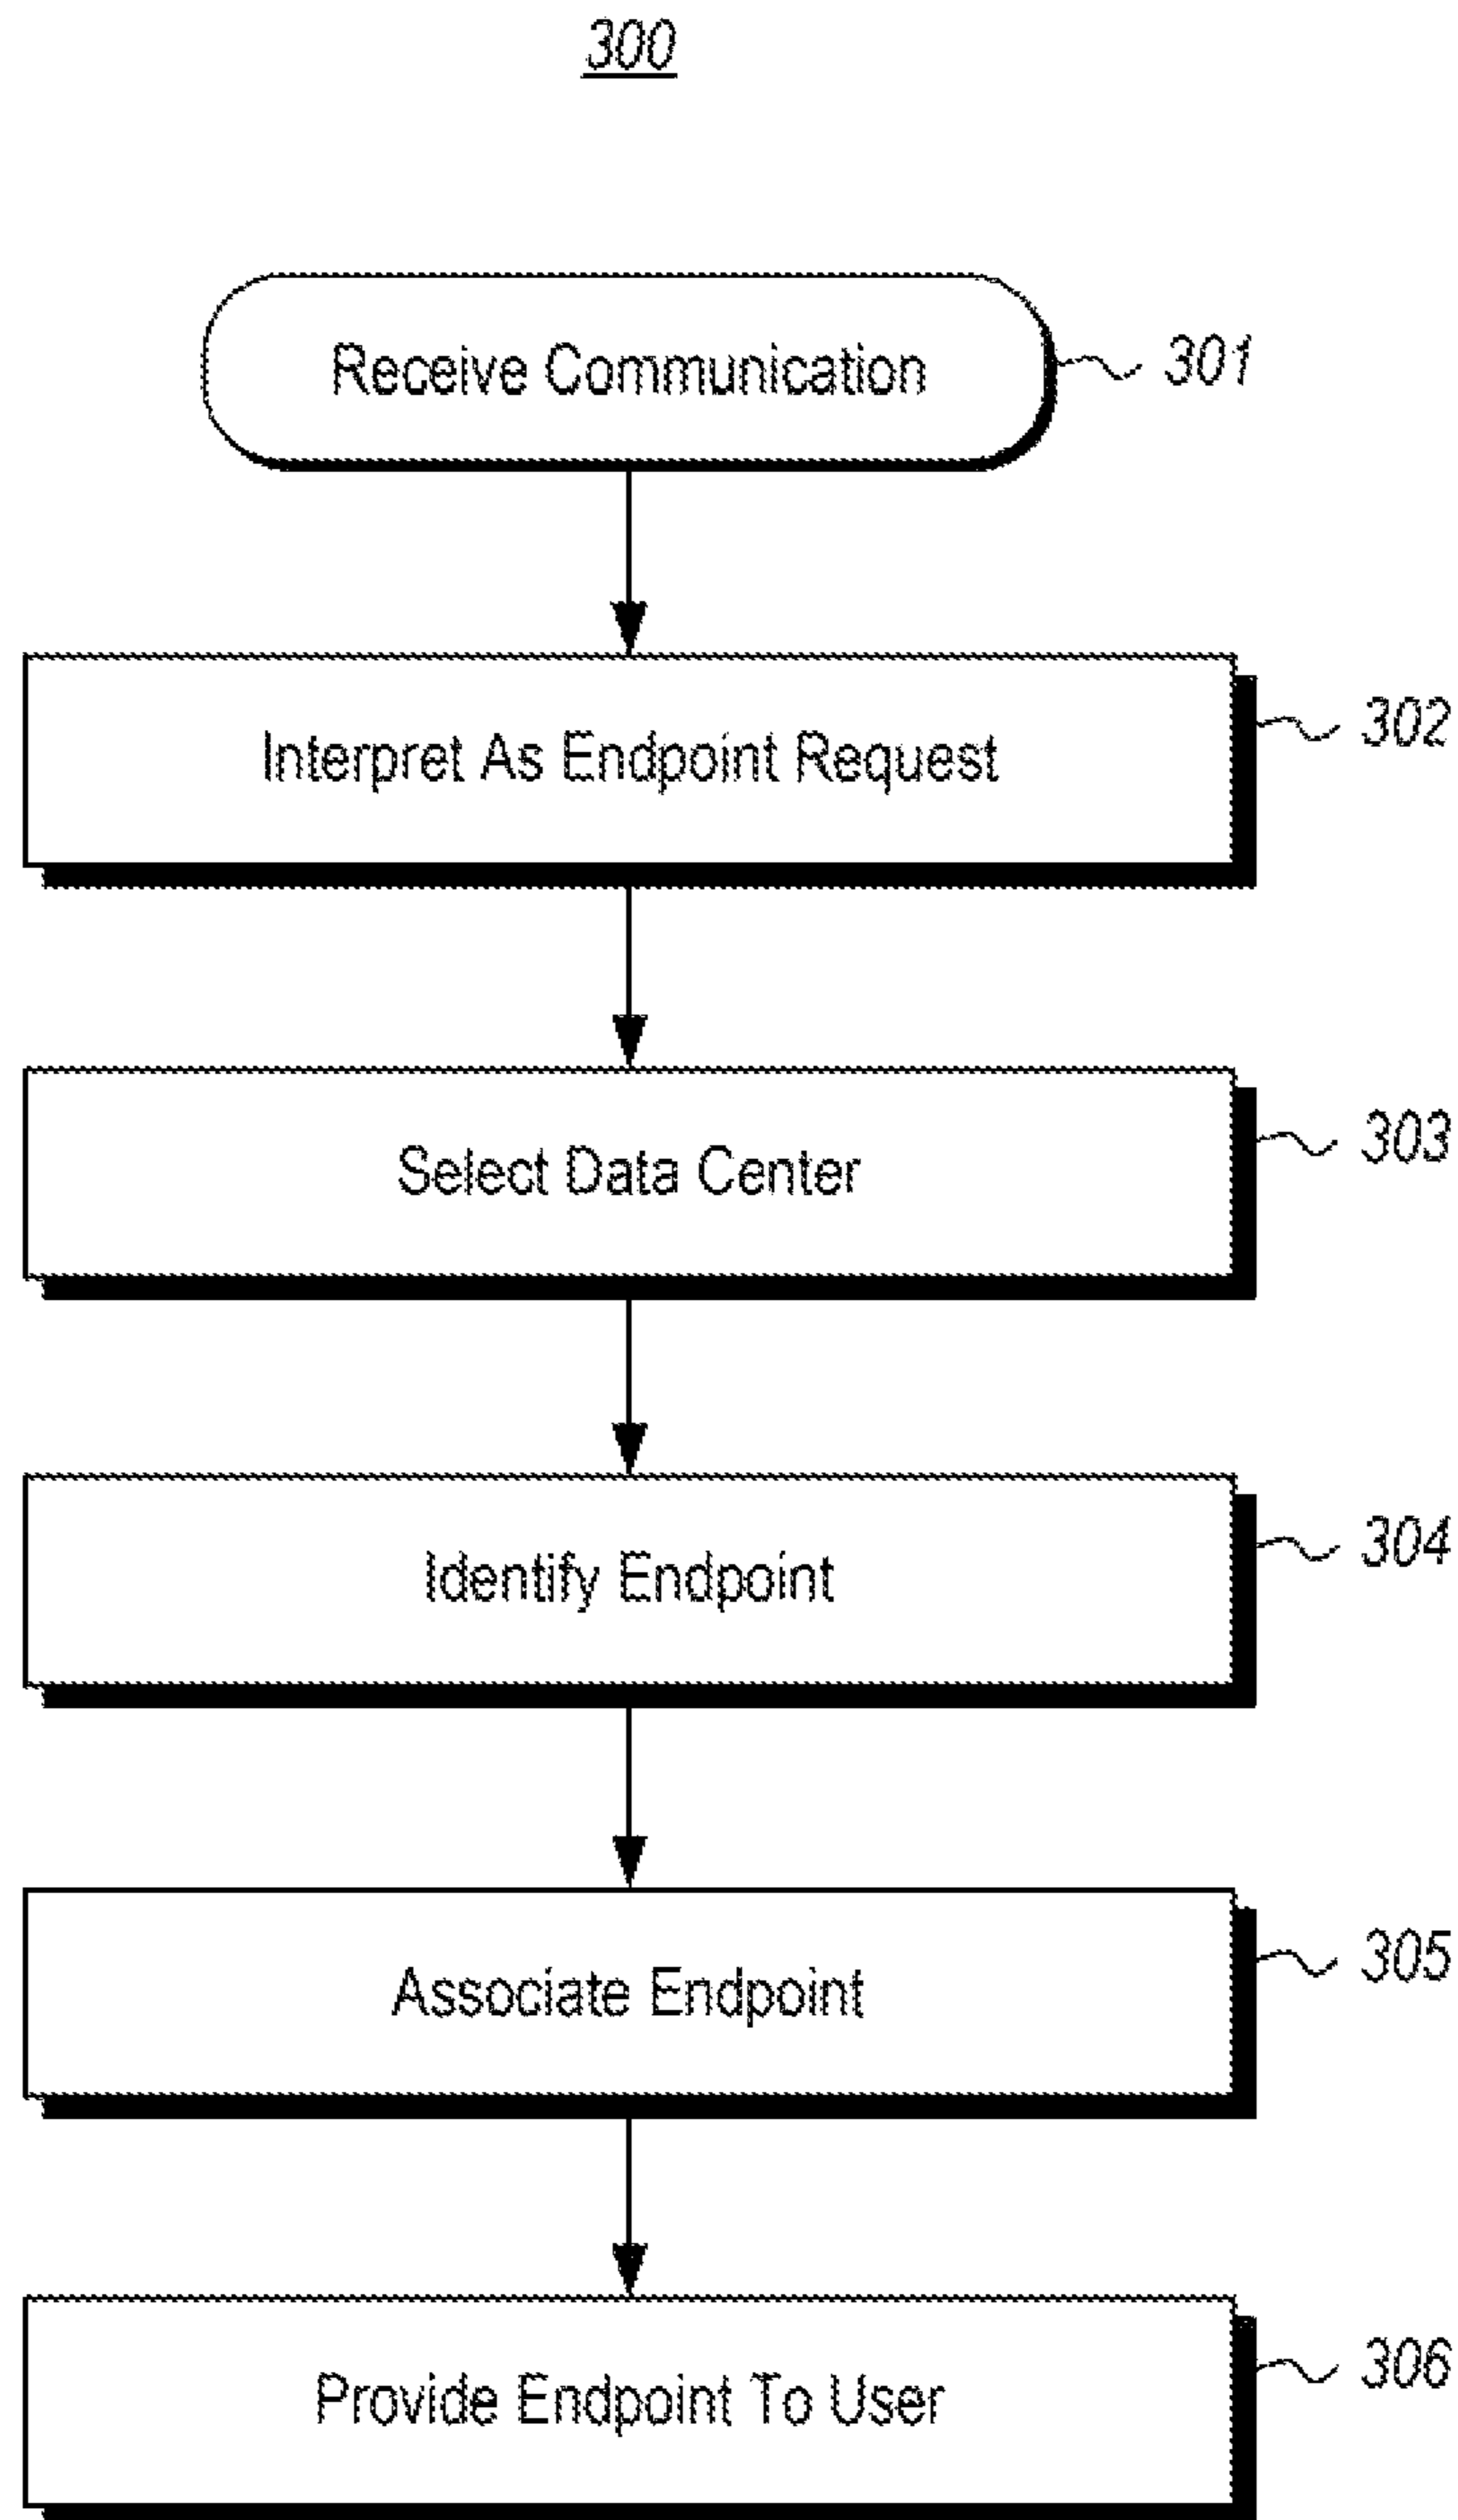 300
Receive Communication
301
Interpret As Endpoint Request
302
Select Data Center
303
Identify Endpoint
304
Associate Endpoint
305
Provide Endpoint To User
306